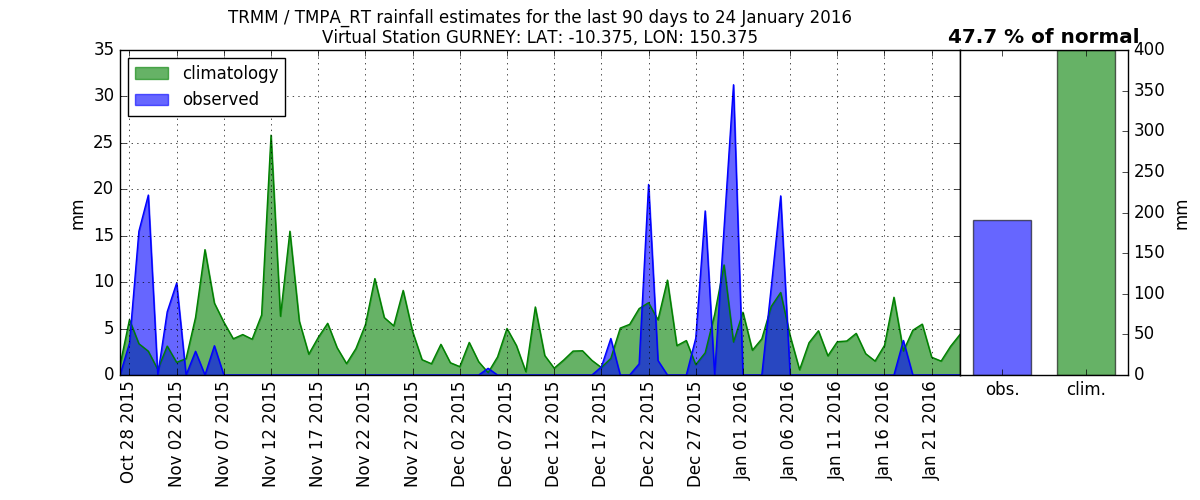 TRMM / TMPA_RT rainfall estimates for the last 90 days to 24 January 2016
Virtual Station GURNEY: LAT: -10.375, LON: 150.375
47.7 % of normal
climatology
observed
35
30
25
20
15
10
5
0
mm
400
350
300
250
200
150
100
50
0
mm
Oct 28 2015
Nov 02 2015
Nov 07 2015
Nov 12 2015
Nov 17 2015
Nov 22 2015
Nov 27 2015
Dec 02 2015
Dec 07 2015
Dec 12 2015
Dec 17 2015
Dec 22 2015
Dec 27 2015
Jan 01 2016
Jan 06 2016
Jan 11 2016
Jan 16 2016
Jan 21 2016
obs.
clim.